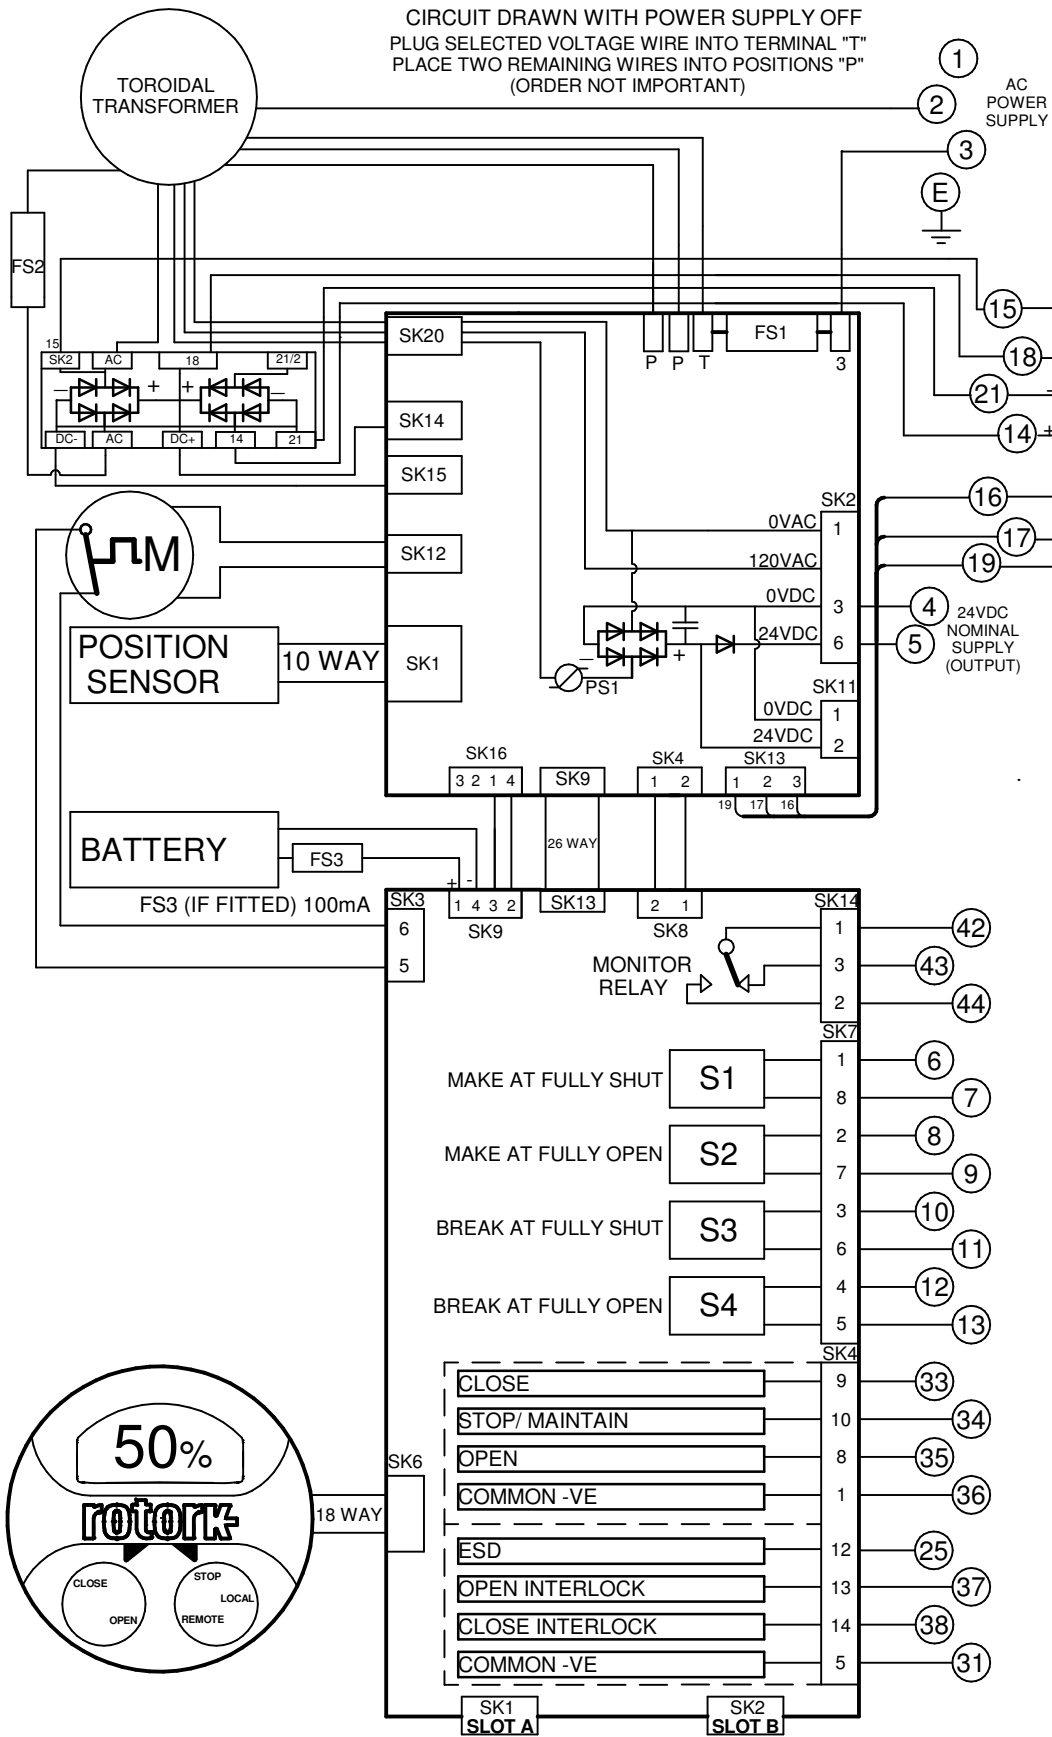 CIRCUIT DRAWN WITH POWER SUPPLY OFF
PLUG SELECTED VOLTAGE WIRE INTO TERMINAL "T"
PLACE TWO REMAINING WIRES INTO POSITIONS "P"
(ORDER NOT IMPORTANT)
TOROIDAL
TRANSFORMER
1
2
3
E
AC
POWER
SUPPLY
FS2
15
SK2
AC
18
21/2
–
+
+
–
DC-
AC
DC+
14
21
SK20
P
P
T
FS1
3
15
18
21
-
14
+
SK14
SK15
M
SK12
SK2
0VAC
1
120VAC
0VDC
3
24VDC
6
16
17
19
4
5
24VDC
NOMINAL
SUPPLY
(OUTPUT)
POSITION
SENSOR
10 WAY
SK1
–
+
PS1
SK11
0VDC
1
24VDC
2
SK16
3 2 1 4
SK9
SK4
1 2
SK13
1 2 3
19 17 16
BATTERY
FS3
+ -
26 WAY
FS3 (IF FITTED) 100mA
SK3
6
5
1 4 3 2
SK9
SK13
2 1
SK8
MONITOR
RELAY
SK14
1
3
2
42
43
44
SK7
MAKE AT FULLY SHUT
S1
1
8
6
7
MAKE AT FULLY OPEN
S2
2
7
8
9
BREAK AT FULLY SHUT
S3
3
6
10
11
BREAK AT FULLY OPEN
S4
4
5
12
13
SK4
CLOSE
9
33
STOP/ MAINTAIN
10
34
OPEN
8
35
COMMON -VE
1
36
ESD
12
25
OPEN INTERLOCK
13
37
CLOSE INTERLOCK
14
38
COMMON -VE
5
31
50%
rotork
18 WAY
SK6
CLOSE
OPEN
STOP
LOCAL
REMOTE
SK1
SLOT A
SK2
SLOT B